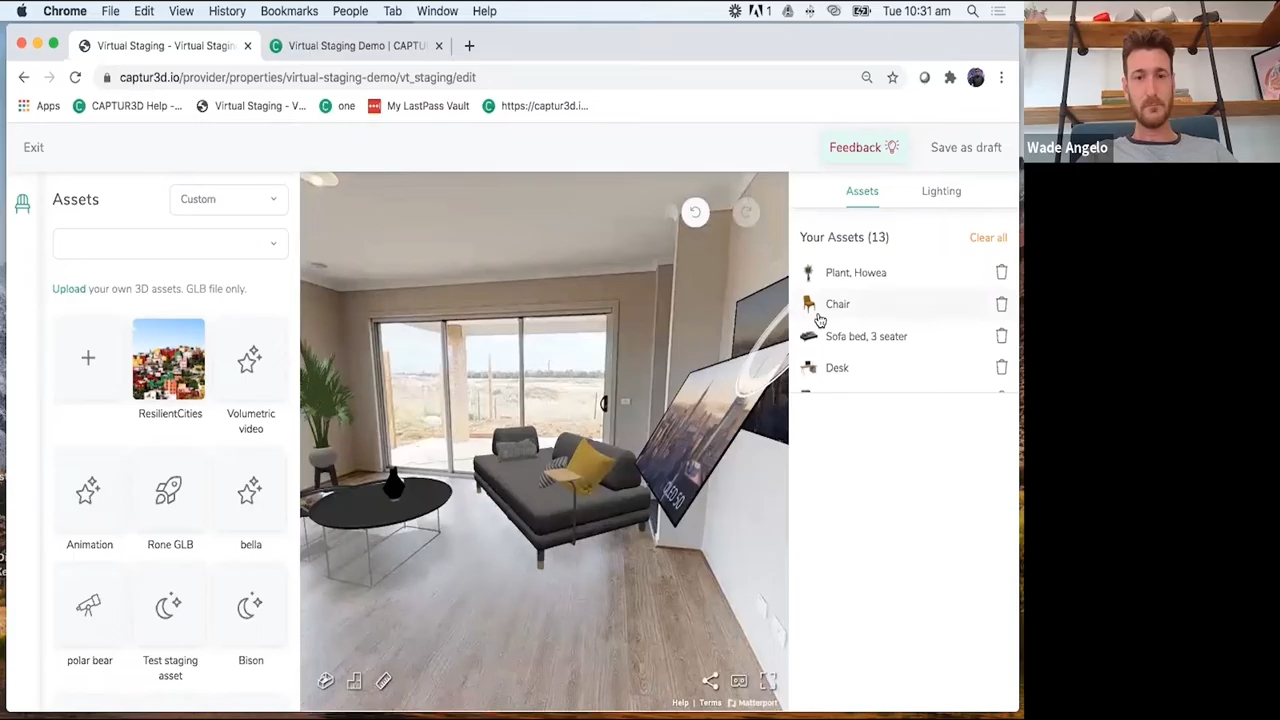 Chrome File Edit View History Bookmarks People Tab Window Help
1
Tue 10:31 am
Virtual Staging - Virtual Stagin
Virtual Staging Demo | CAPTU
captur3d.io/provider/properties/virtual-staging-demo/vt_staging/edit
Apps
CAPTUR3D Help -...
Virtual Staging - V...
one
My LastPass Vault
https://captur3d.i...
Wade Angelo
Exit
Feedback
Save as draft
Assets
Custom
Upload your own 3D assets. GLB file only.
ResilientCities
Volumetric
video
Animation
Rone GLB
bella
polar bear
Test staging
asset
Bison
QLED 50
Help | Terms
Matterport
Assets
Lighting
Your Assets (13)
Clear all
Plant, Howea
Chair
Sofa bed, 3 seater
Desk